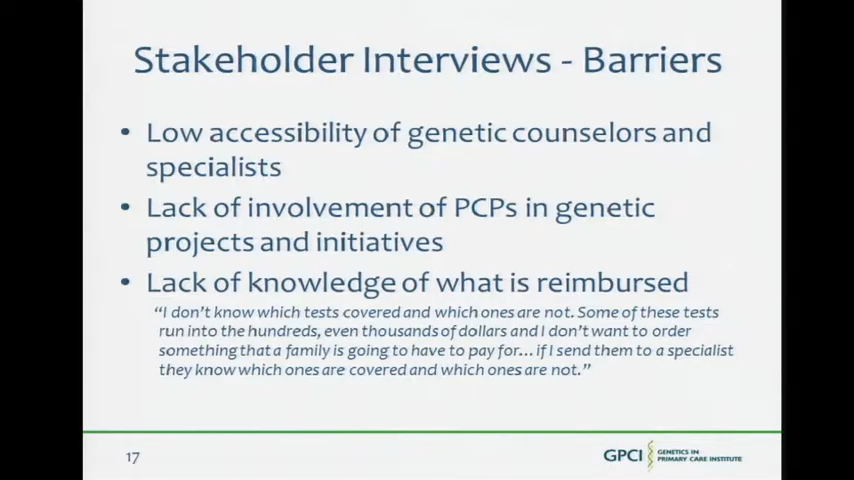 Stakeholder Interviews - Barriers
• Low accessibility of genetic counselors and
specialists
• Lack of involvement of PCPs in genetic
projects and initiatives
• Lack of knowledge of what is reimbursed
“I don’t know which tests covered and which ones are not. Some of these tests
run into the hundreds, even thousands of dollars and I don’t want to order
something that a family is going to have to pay for... if I send them to a specialist
they know which ones are covered and which ones are not.”
17
GPCI
GENETICS IN
PRIMARY CARE INSTITUTE